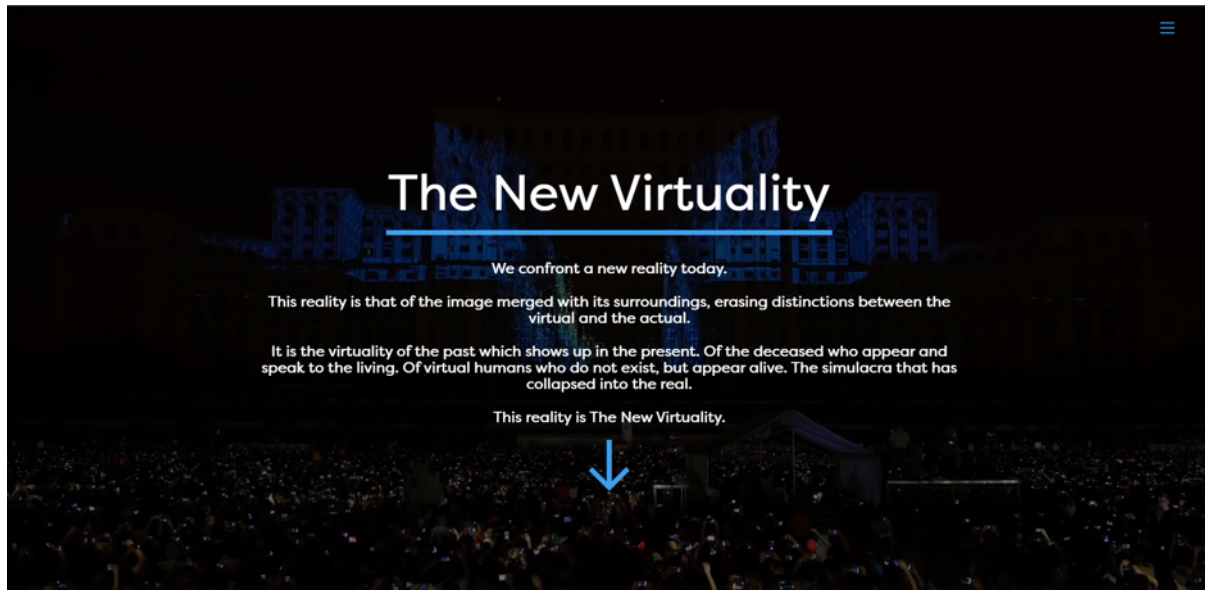 The New Virtuality
We confront a new reality today.
This reality is that of the image merged with its surroundings, erasing distinctions between the
virtual and the actual.
It is the virtuality of the past which shows up in the present. Of the deceased who appear and
speak to the living. Of virtual humans who do not exist, but appear alive. The simulacra that has
collapsed into the real.
This reality is The New Virtuality.